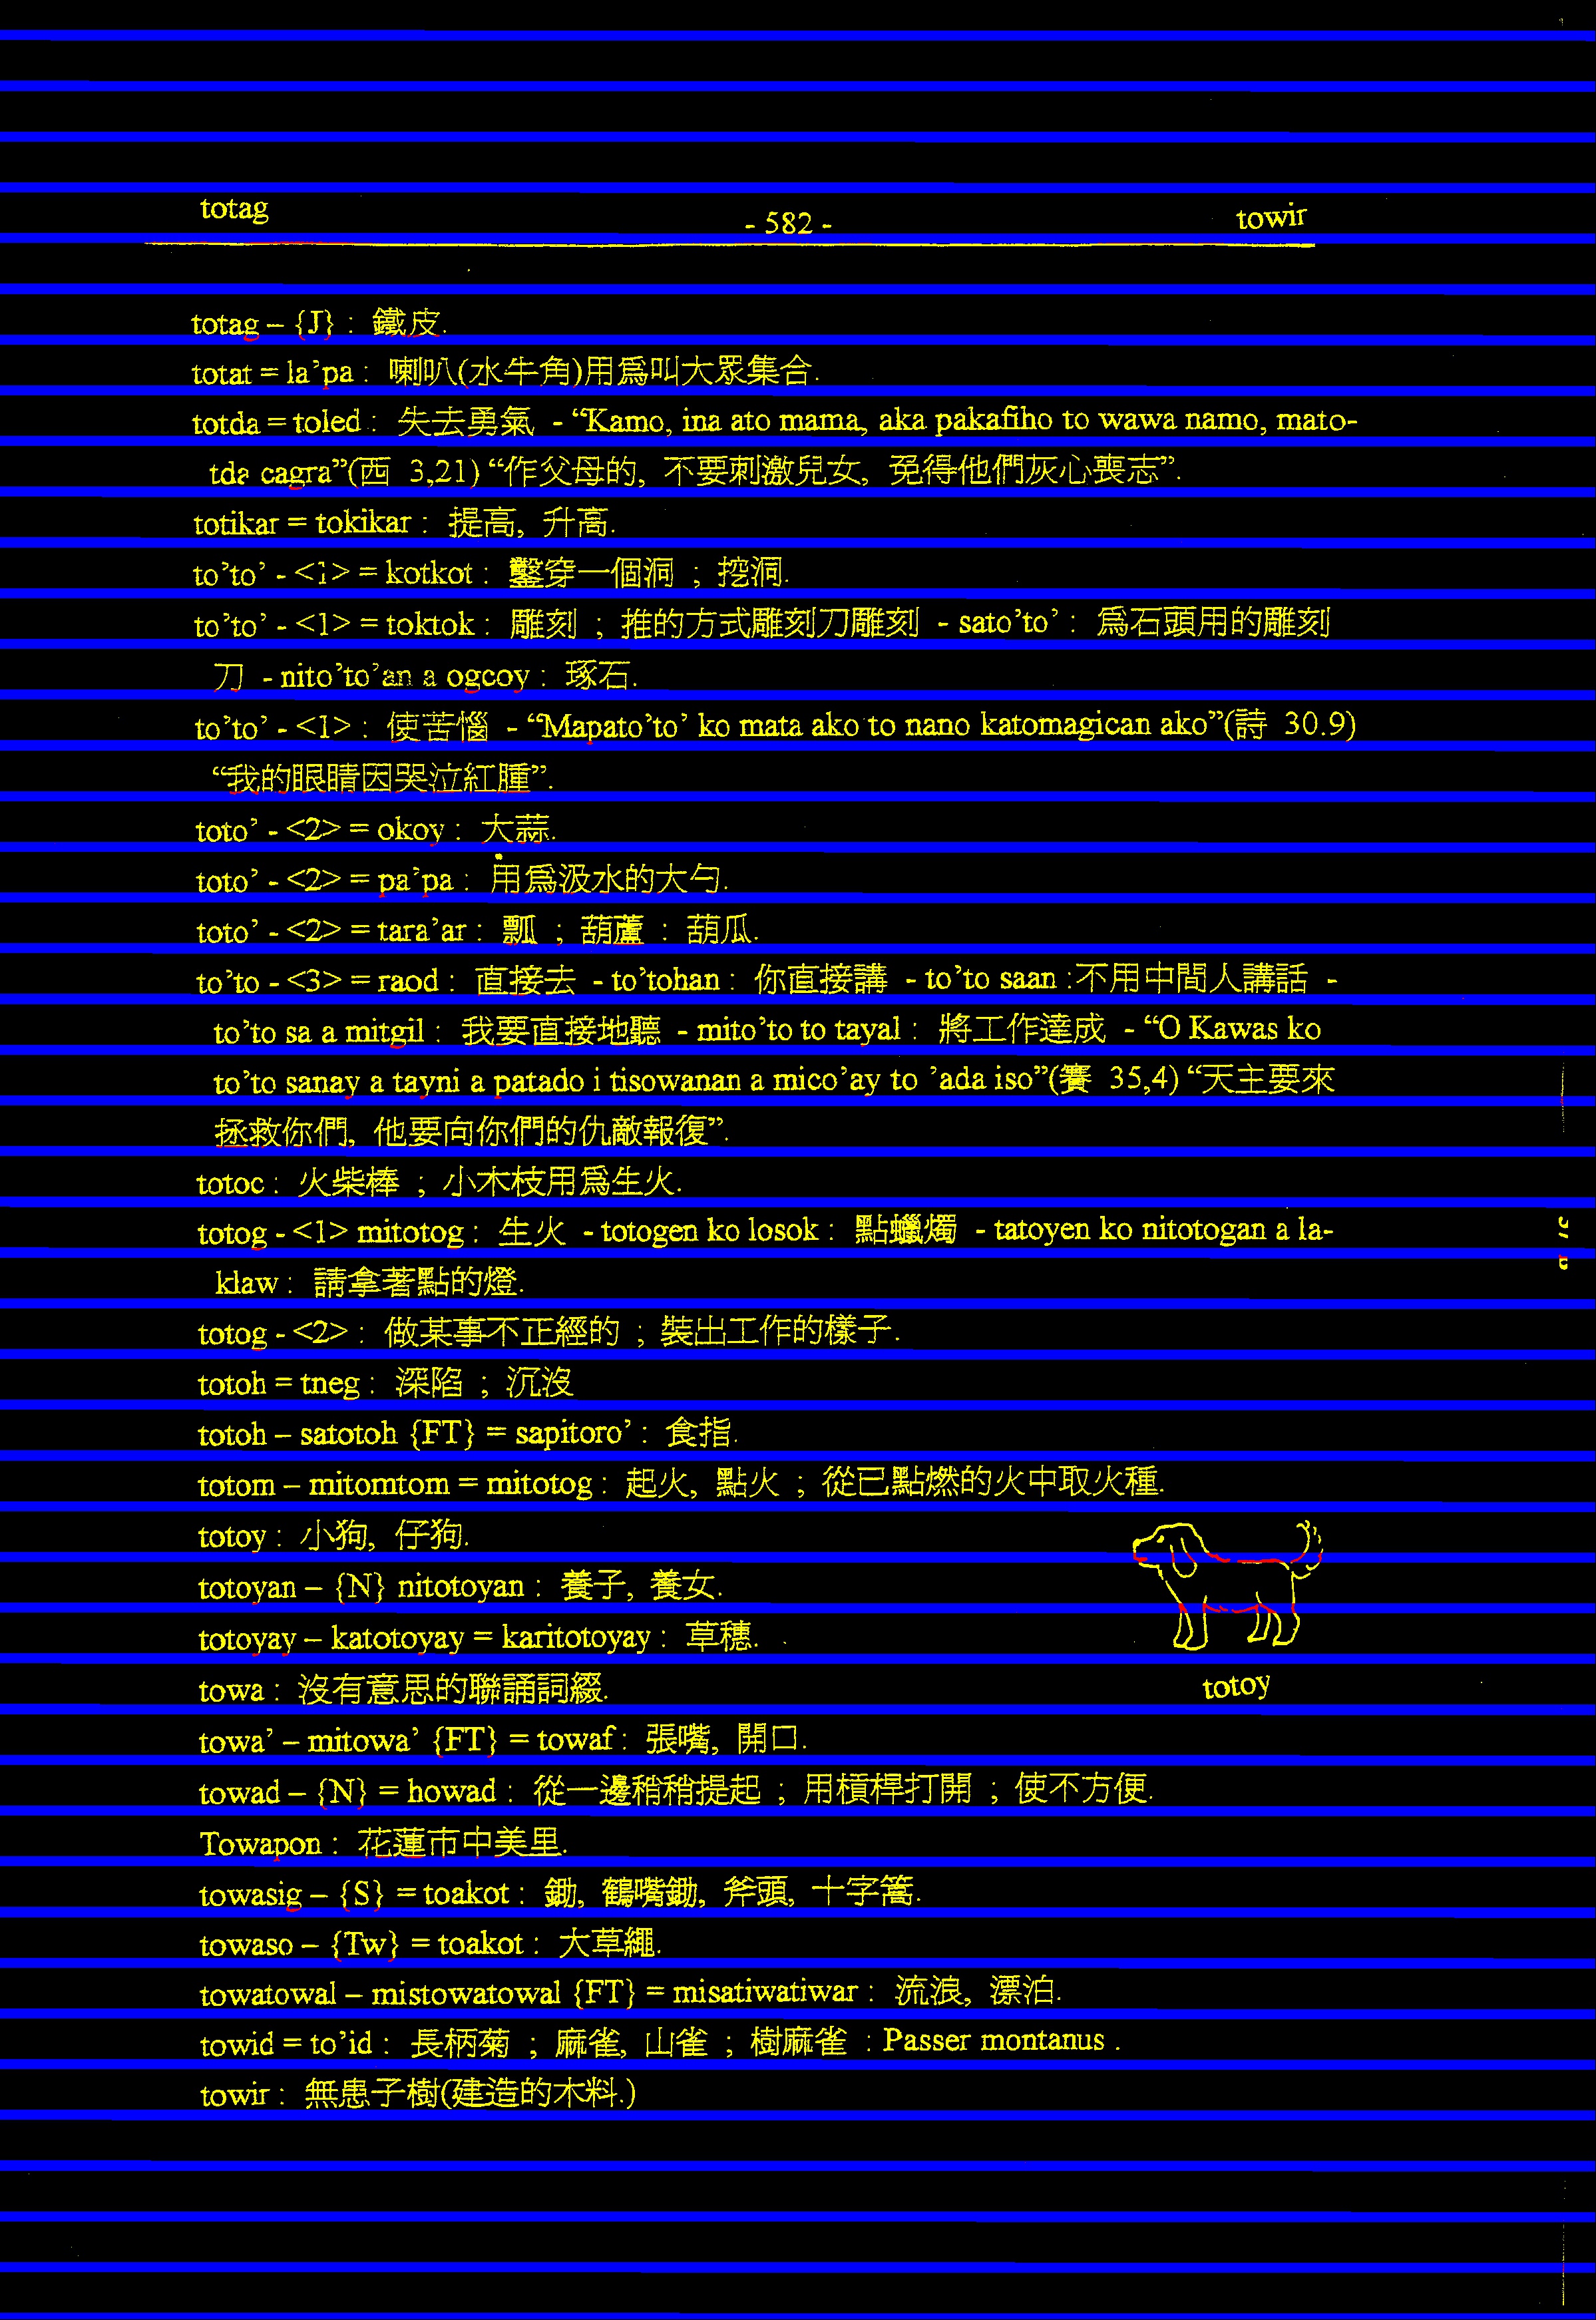 totag
- 582 -
towir
totag – {J} : 鐵皮.
totat = la’pa : 喇叭(水牛角)用爲叫大眾集合.
totda = toled : 失去勇氣 - “Kamo, ina ato mama, aka pakafiho to wawa namo, mato-
tda cagra”(西 3,21) “作父母的, 不要刺激兒女, 免得他們灰心喪志”.
totikar = tokikar : 提高, 升高.
to’to’ - <1> = kotkot : 鑿穿一個洞 ; 挖洞.
to’to’ - <1> = toktok : 雕刻 ; 推的方式雕刻刀雕刻 - sato’to’ : 爲石頭用的雕刻
刀 - nito’to’an a ogcoy : 琢石.
to’to’ - <1> : 使苦惱 - “Mapato’to’ ko mata ako to nano katomagican ako”(詩 30.9)
“我的眼睛因哭泣紅腫”.
toto’ - <2> = okoy : 大蒜.
toto’ - <2> = pa’pa : 用爲汲水的大勺.
toto’ - <2> = tara’ar : 瓢 ; 葫蘆 : 葫瓜.
to’to - <3> = raod : 直接去 - to’tohan : 你直接講 - to’to saan :不用中間人講話 -
to’to sa a mitgil : 我要直接地聽 - mito’to to tayal : 將工作達成 - “O Kawas ko
to’to sanay a tayni a patado i tisowanan a mico’ay to ’ada iso”(賽 35,4) “天主要來
拯救你們, 他要向你們的仇敵報復”.
totoc : 火柴棒 ; 小木枝用爲生火.
totog - <1> mitotog : 生火 - totogen ko losok : 點蠟燭 - tatoyen ko nitotogan a la-
klaw : 請拿著點的燈.
totog - <2> : 做某事不正經的 ; 裝出工作的樣子.
totoh = tneg : 深陷 ; 沉沒
totoh – satotoh {FT} = sapitoro’ : 食指.
totom – mitomtom = mitotog : 起火, 點火 ; 從已點燃的火中取火種.
totoy : 小狗, 仔狗.
totoyan – {N} nitotoyan : 養子, 養女.
totoyay – katotoyay = karitotoyay : 草穗.
towa : 沒有意思的聯誦詞綴.
totoy
towa’ – mitowa’ {FT} = towaf : 張嘴, 開口.
towad – {N} = howad : 從一邊稍稍提起 ; 用槓桿打開 ; 使不方便.
Towapon : 花蓮市中美里.
towasig – {S} = toakot : 鋤, 鶴嘴鋤, 斧頭, 十字篙.
towaso – {Tw} = toakot : 大草繩.
towatowal – mistowatowal {FT} = misatiwatiwar : 流浪, 漂泊.
towid = to’id : 長柄菊 ; 麻雀, 山雀 ; 樹麻雀 : Passer montanus .
towir : 無患子樹(建造的木料.)